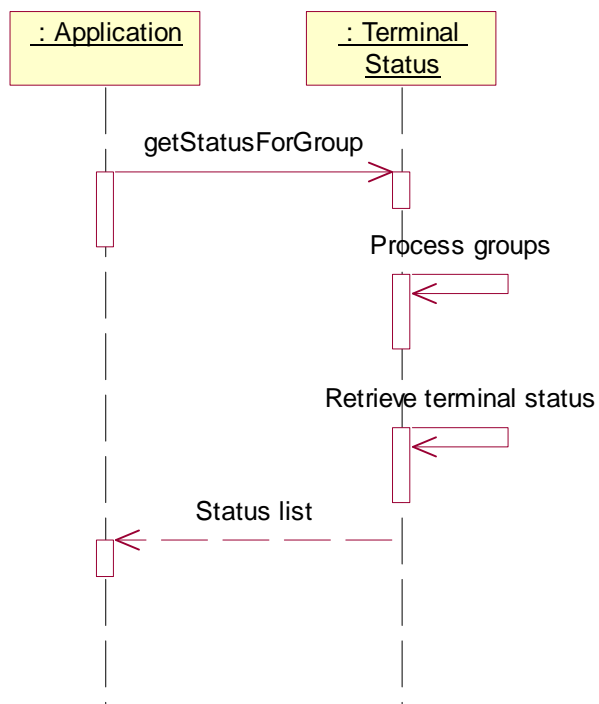 : Application
: Terminal
Status
getStatusForGroup
Process groups
Retrieve terminal status
Status list